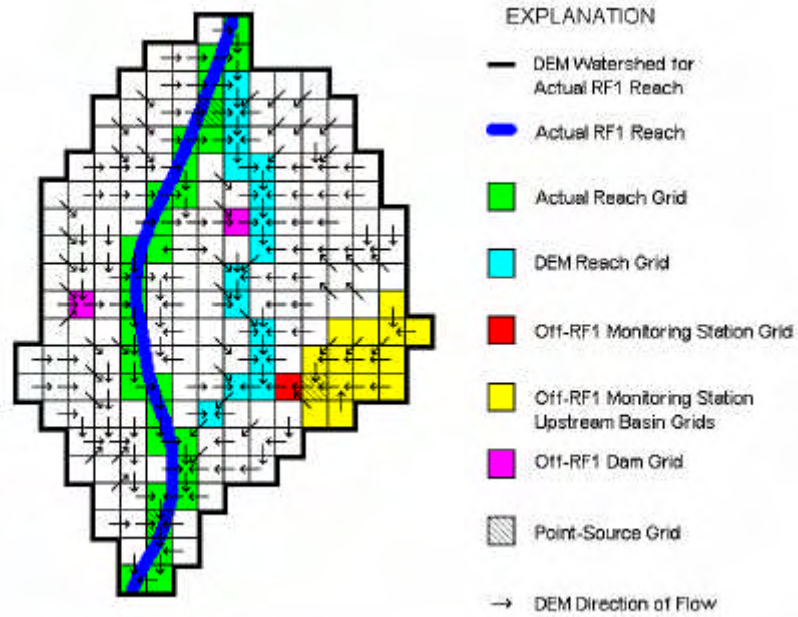 EXPLANATION
DEM Watershed for
Actual RF1 Reach
Actual RF1 Reach
Actual Reach Grid
DEM Reach Grid
Off-RF1 Monitoring Station Grid
Off-RF1 Monitoring Station
Upstream Basin Grids
Off-RF1 Dam Grid
Point-Source Grid
DEM Direction of Flow